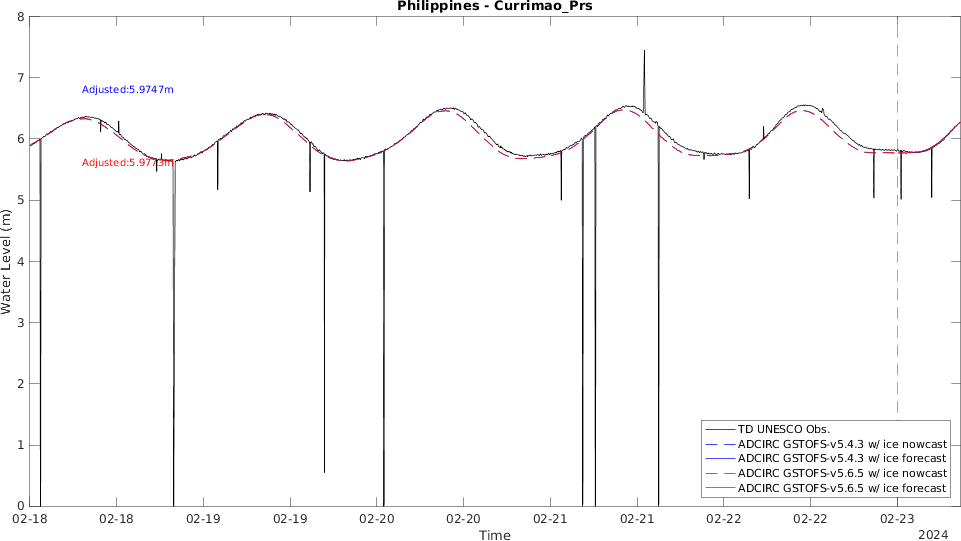 Philippines - Currimao_Prs
8
7
6
5
4
3
2
1
0
Water Level (m)
Adjusted:5.9747m
Adjusted:5.9773m
TD UNESCO Obs.
ADCIRC GSTOFS-v5.4.3 w/ ice nowcast
ADCIRC GSTOFS-v5.4.3 w/ ice forecast
ADCIRC GSTOFS-v5.6.5 w/ ice nowcast
ADCIRC GSTOFS-v5.6.5 w/ ice forecast
02-18 02-18 02-19 02-19 02-20 02-20 02-21 02-21 02-22 02-22 02-23
Time
2024